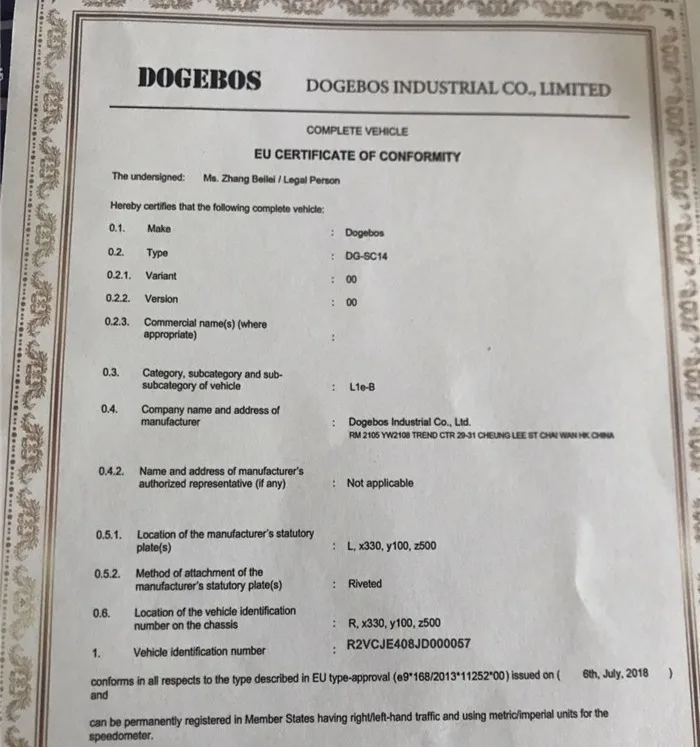 DOGEBOS DOGEBOS INDUSTRIAL CO., LIMITED
COMPLETE VEHICLE
EU CERTIFICATE OF CONFORMITY
The undersigned: Ms. Zhang Beilei / Legal Person
Hereby certifies that the following complete vehicle:
0.1. Make : Dogebos
0.2. Type : DG-SC14
0.2.1. Variant : 00
0.2.2. Version : 00
0.2.3. Commercial name(s) (where
appropriate) :
0.3. Category, subcategory and sub-
subcategory of vehicle : L1e-B
0.4. Company name and address of
manufacturer : Dogebos Industrial Co., Ltd.
RM 2105 YW2108 TREND CTR 29-31 CHEUNG LEE ST CHAI WAN HK CHINA
0.4.2. Name and address of manufacturer's
authorized representative (if any) : Not applicable
0.5.1. Location of the manufacturer's statutory
plate(s) : L, x330, y100, z500
0.5.2. Method of attachment of the
manufacturer's statutory plate(s) : Riveted
0.6. Location of the vehicle identification
number on the chassis : R, x330, y100, z500
1. Vehicle identification number : R2VCJE408JD000057
conforms in all respects to the type described in EU type-approval (e9*168/2013*11252*00) issued on ( 6th, July, 2018 )
and
can be permanently registered in Member States having right/left-hand traffic and using metric/imperial units for the
speedometer.